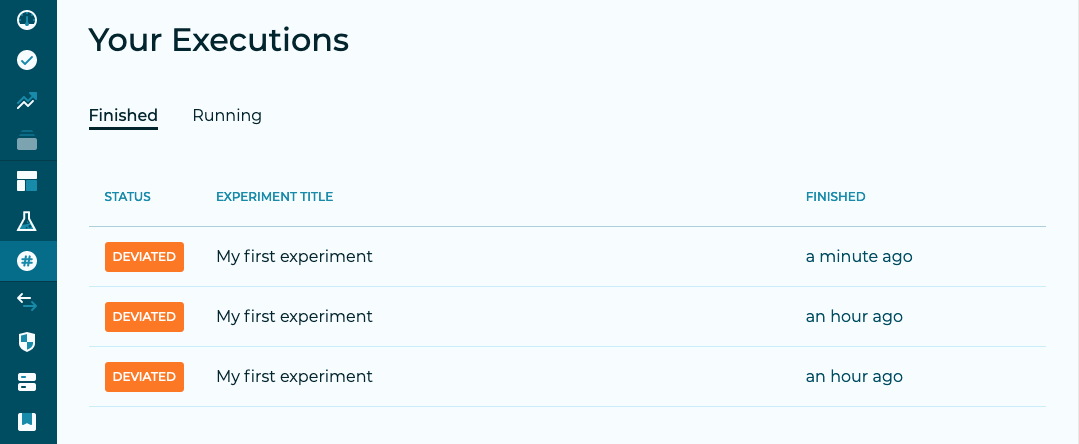 Your Executions
Finished Running
STATUS EXPERIMENT TITLE FINISHED
DEVIATED My first experiment a minute ago
DEVIATED My first experiment an hour ago
DEVIATED My first experiment an hour ago